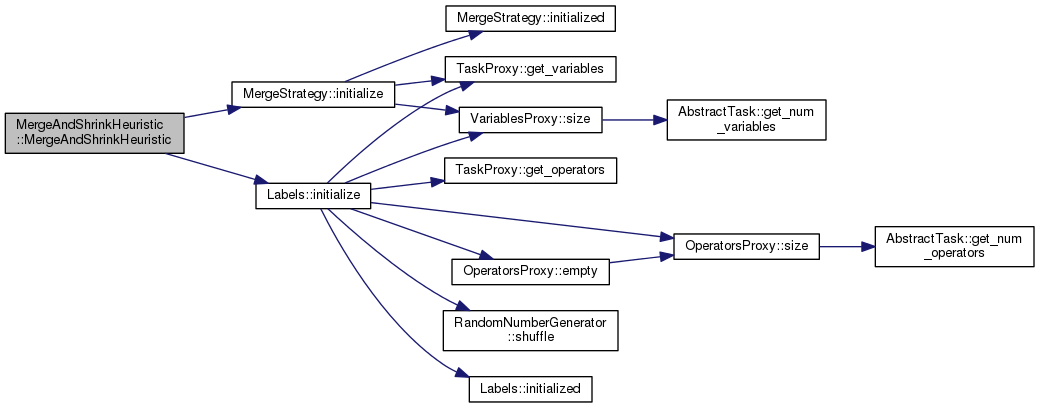 MergeStrategy::initialized
TaskProxy::get_variables
MergeStrategy::initialize
VariablesProxy::size
AbstractTask::get_num
_variables
MergeAndShrinkHeuristic
::MergeAndShrinkHeuristic
TaskProxy::get_operators
Labels::initialize
OperatorsProxy::size
AbstractTask::get_num
_operators
OperatorsProxy::empty
RandomNumberGenerator
::shuffle
Labels::initialized